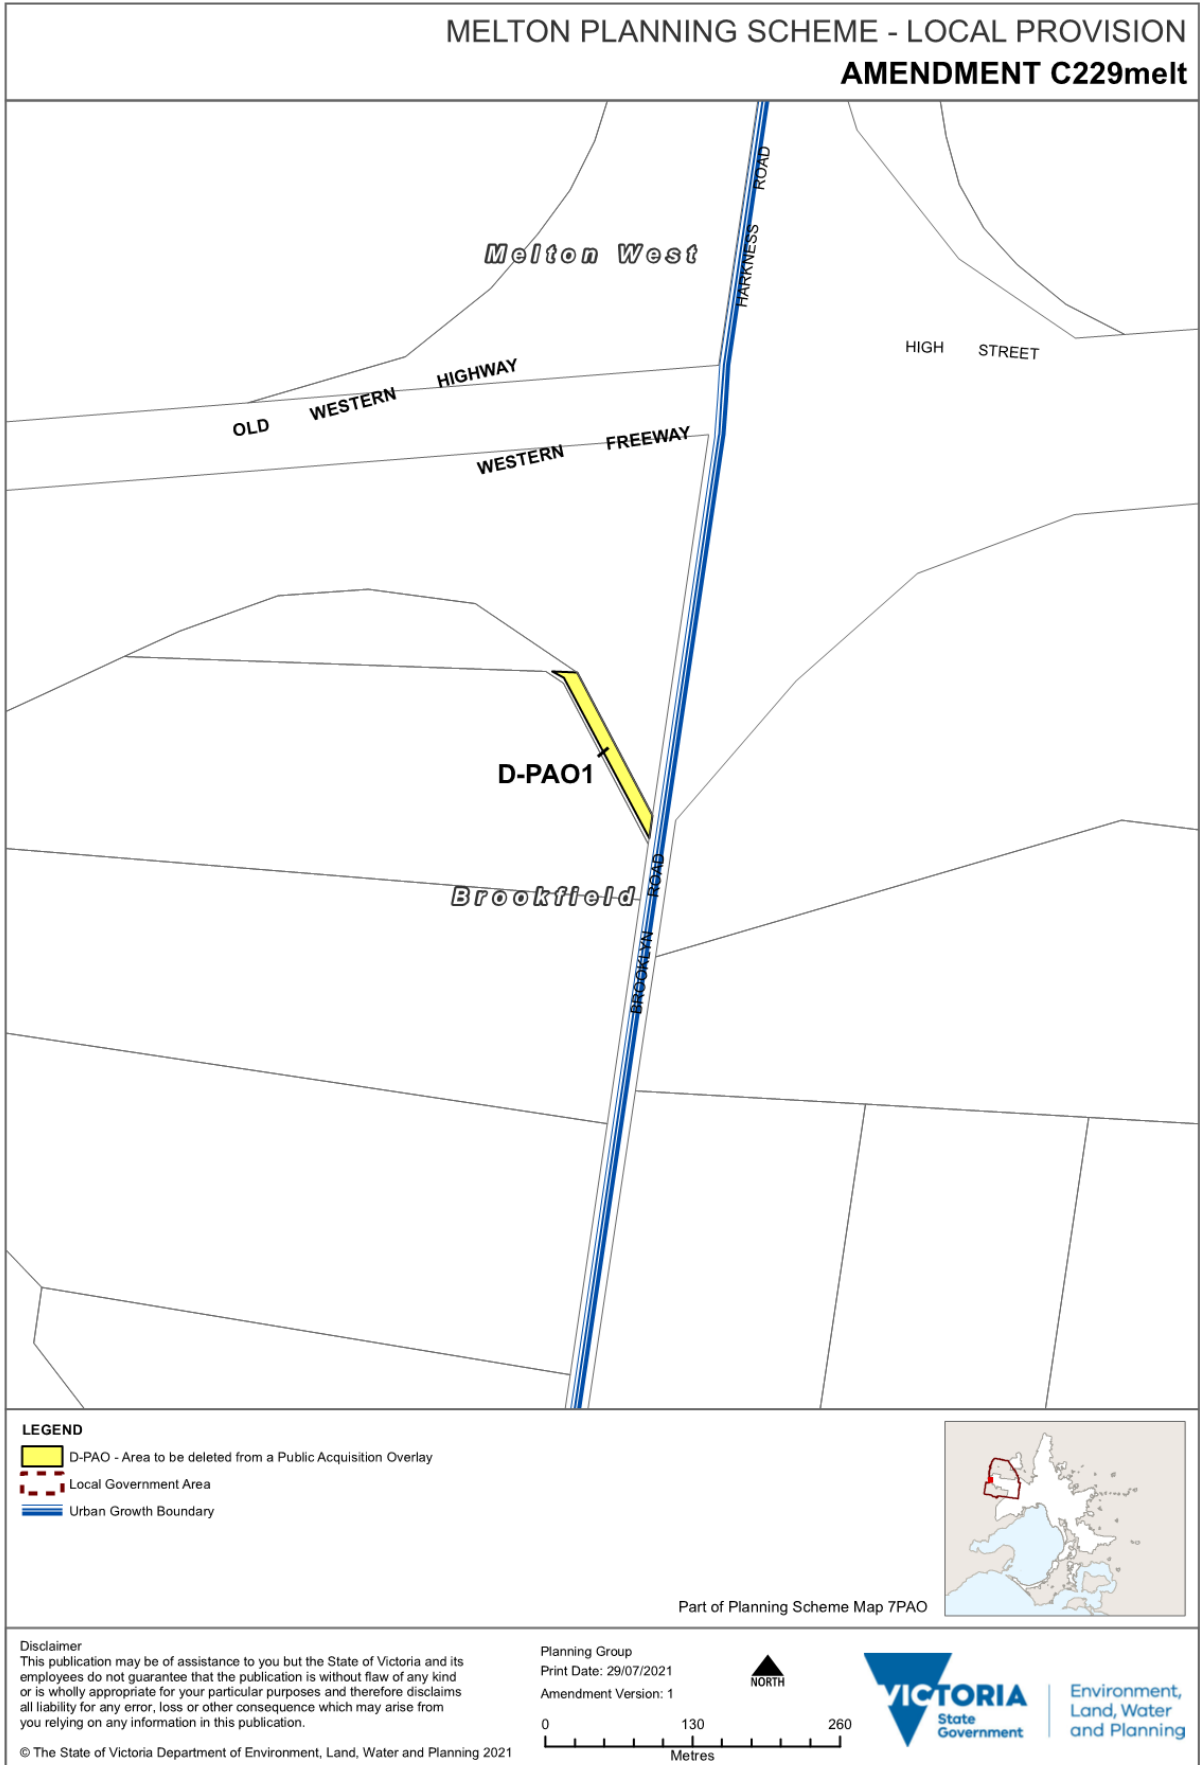 MELTON PLANNING SCHEME - LOCAL PROVISION
AMENDMENT C229melt
HARKNESS ROAD
Melton West
HIGH STREET
OLD WESTERN HIGHWAY
WESTERN FREEWAY
D-PAO1
Brookfield
BROOKLYN ROAD
LEGEND
D-PAO - Area to be deleted from a Public Acquisition Overlay
Local Government Area
Urban Growth Boundary
Part of Planning Scheme Map 7PAO
Disclaimer
This publication may be of assistance to you but the State of Victoria and its
employees do not guarantee that the publication is without flaw of any kind
or is wholly appropriate for your particular purposes and therefore disclaims
all liability for any error, loss or other consequence which may arise from
you relying on any information in this publication.
© The State of Victoria Department of Environment, Land, Water and Planning 2021
Planning Group
Print Date: 29/07/2021
Amendment Version: 1
NORTH
0 130 260
Metres
VICTORIA
State
Government
Environment,
Land, Water
and Planning